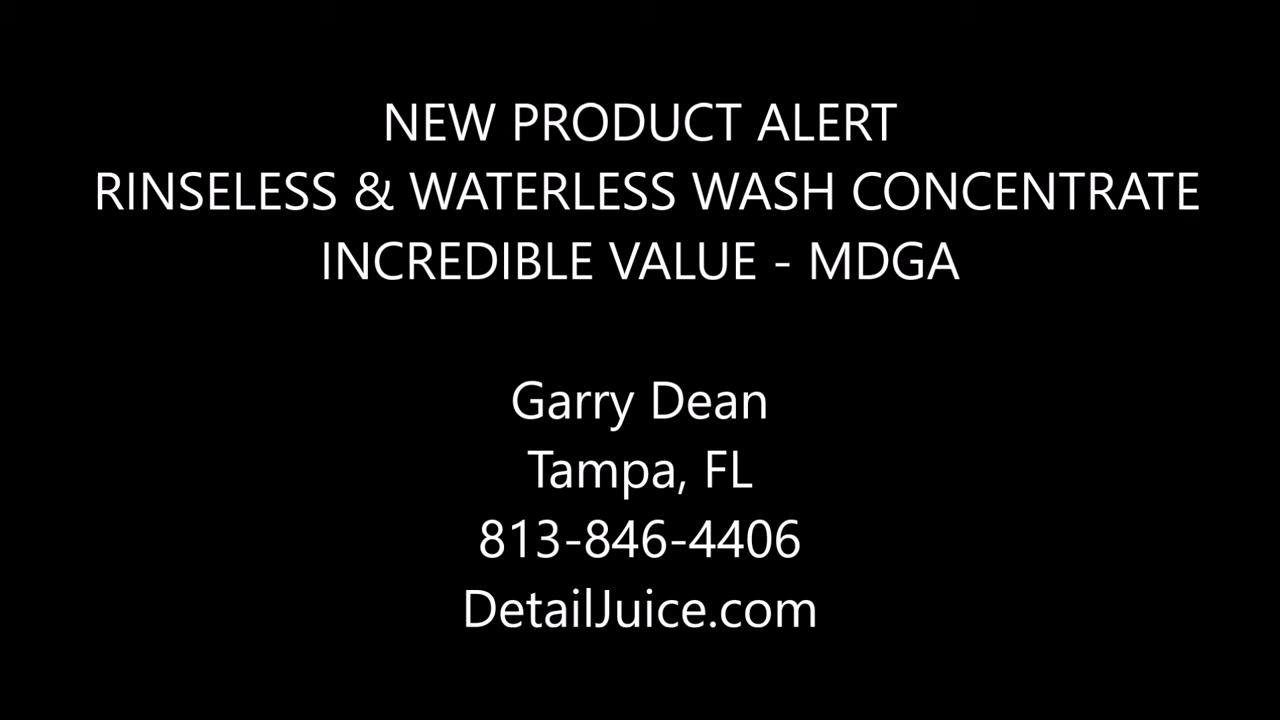 NEW PRODUCT ALERT
RINSELESS & WATERLESS WASH CONCENTRATE
INCREDIBLE VALUE - MDGA
Garry Dean
Tampa, FL
813-846-4406
DetailJuice.com